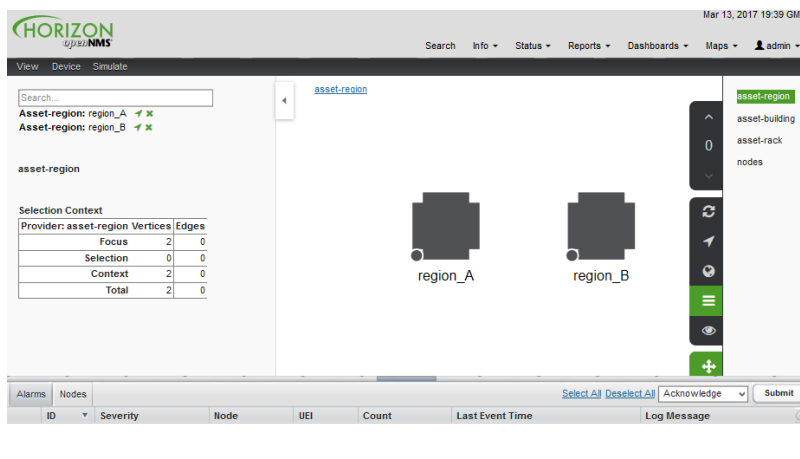 Mar 13, 2017 19:39 GM
HORIZON
openNMS
Search Info Status Reports Dashboards Maps admin
View Device Simulate
Search...
Asset-region: region_A
Asset-region: region_B
asset-region
Selection Context
Provider: asset-region Vertices Edges
Focus 2 0
Selection 0 0
Context 2 0
Total 2 0
asset-region
region_A region_B
0
asset-region
asset-building
asset-rack
nodes
Alarms Nodes Select All Deselect All Acknowledge Submit
ID Severity Node UEI Count Last Event Time Log Message